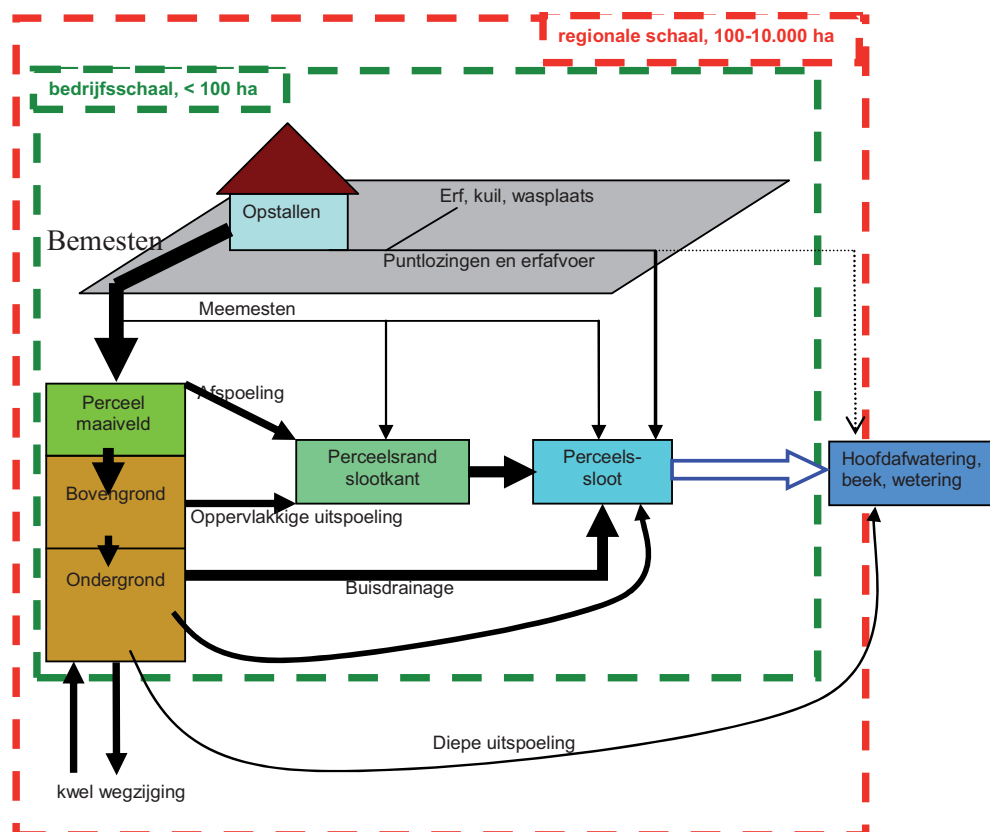 regionale schaal, 100-10.000 ha
bedrijfsschaal, < 100 ha
Erf, kuil, wasplaats
Opstallen
Bemesten
Puntlozingen en erfafvoer
Meemesten
Afspoeling
Perceel
maaiveld
Perceelsrand
slootkant
Perceels-
sloot
Hoofdafwatering,
beek, wetering
Bovengrond
Oppervlakkige uitspoeling
Ondergrond
Buisdrainage
Diepe uitspoeling
kwel wegzijging